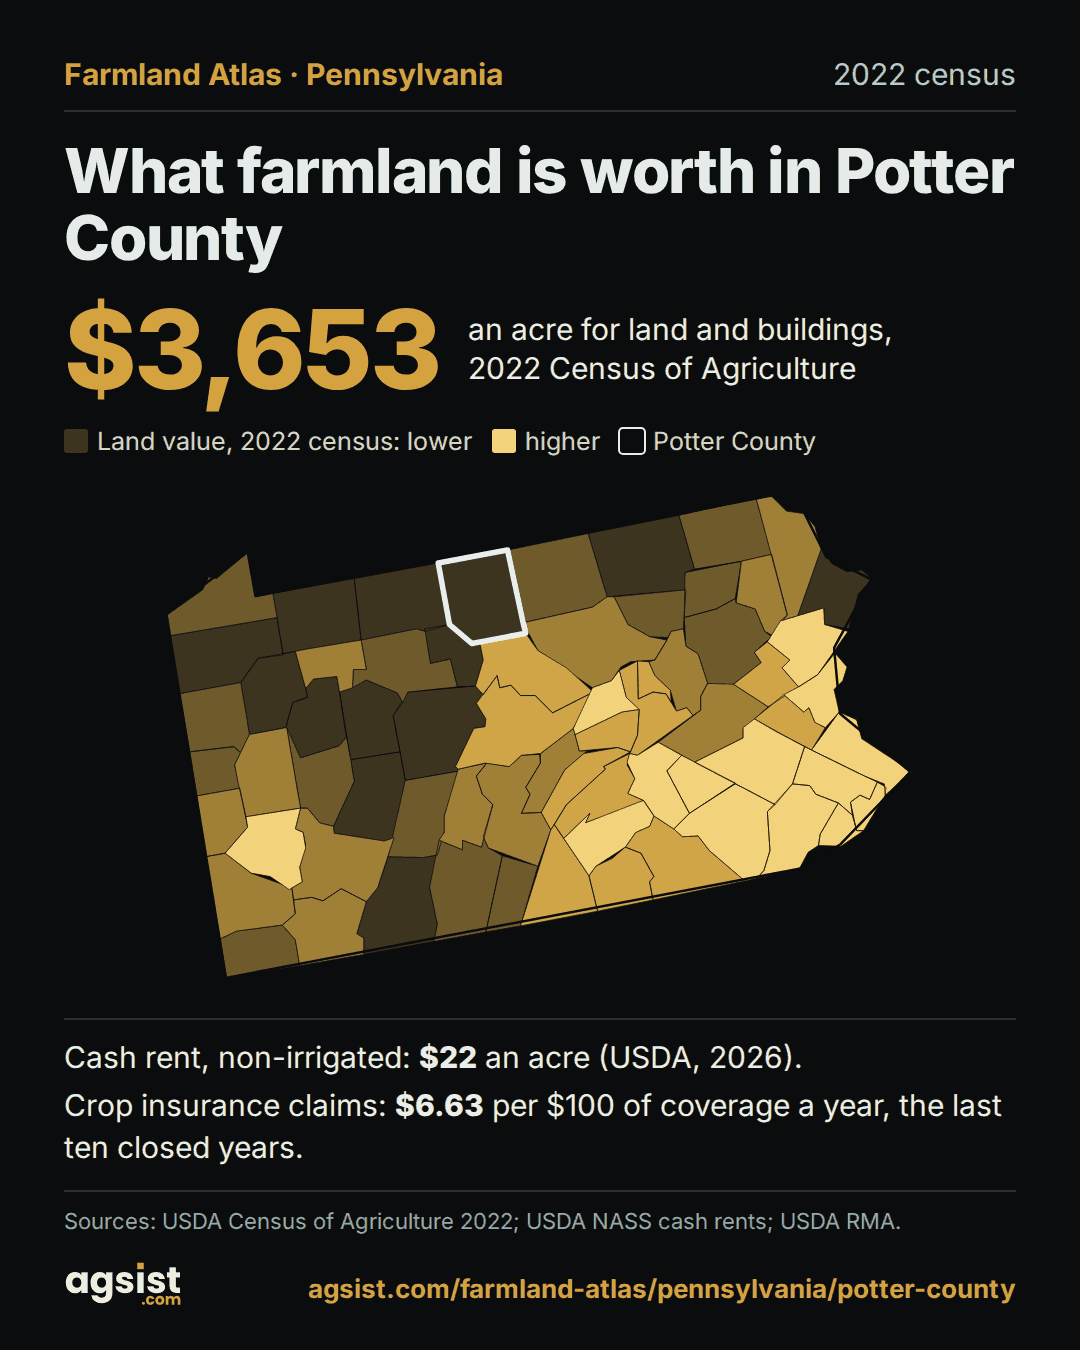 Farmland Atlas · Pennsylvania
2022 census
What farmland is worth in Potter
County
$3,653
an acre for land and buildings,
2022 Census of Agriculture
Land value, 2022 census: lower
higher
Potter County
Cash rent, non-irrigated: $22 an acre (USDA, 2026).
Crop insurance claims: $6.63 per $100 of coverage a year, the last
ten closed years.
Sources: USDA Census of Agriculture 2022; USDA NASS cash rents; USDA RMA.
agsist
.com
agsist.com/farmland-atlas/pennsylvania/potter-county